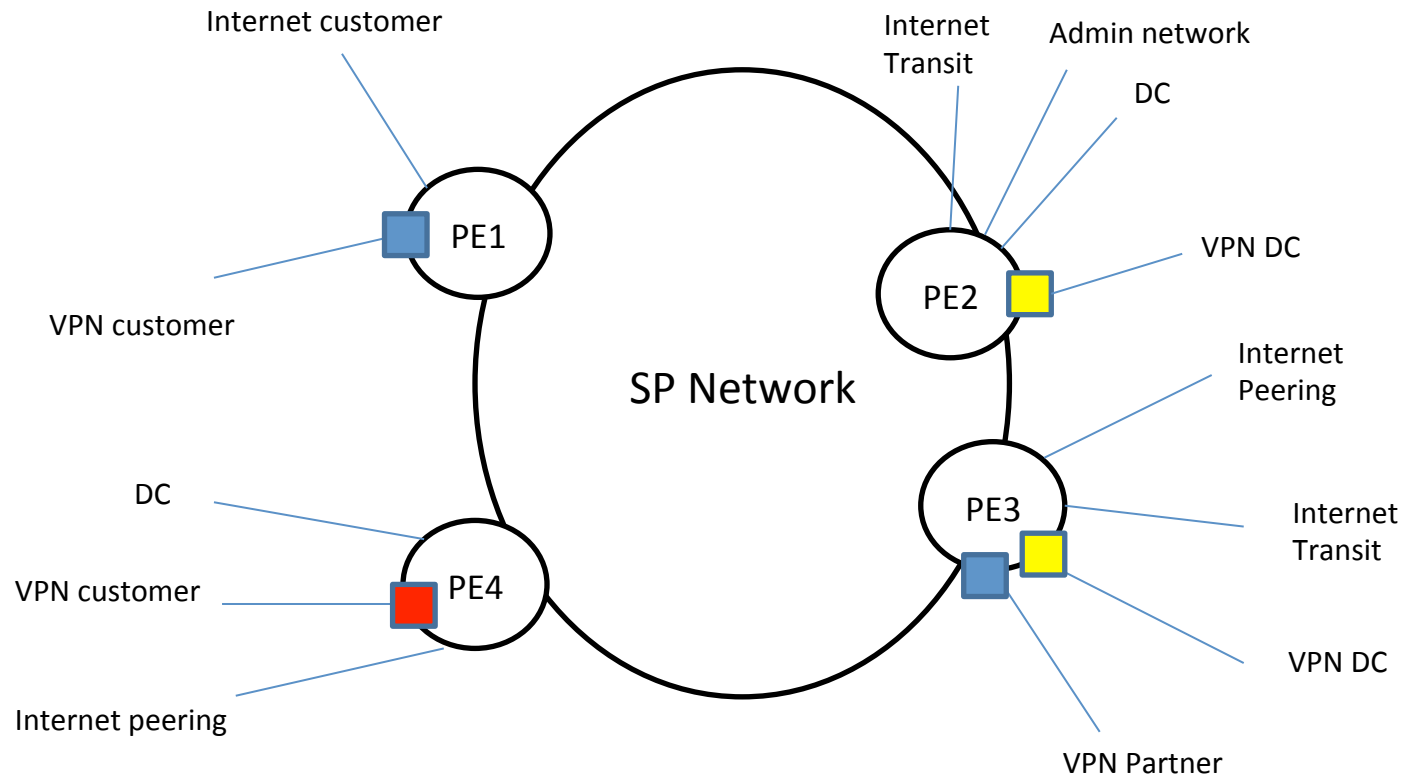 Internet customer
Internet
Transit
Admin network
DC
PE1
VPN customer
VPN DC
PE2
Internet
Peering
SP Network
DC
PE3
Internet
Transit
VPN customer
PE4
VPN DC
Internet peering
VPN Partner